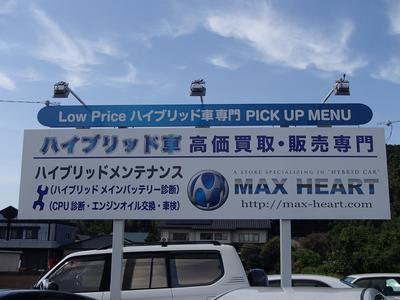 Low Price ハイブリッド車専門 PICK UP MENU
ハイブリッド車 高価買取・販売専門
ハイブリッドメンテナンス
(ハイブリッド メインバッテリー診断)
(CPU診断・エンジンオイル交換・車検)
A STORE SPECIALIZING IN "HYBRID CAR"
MAX HEART
http://max-heart.com